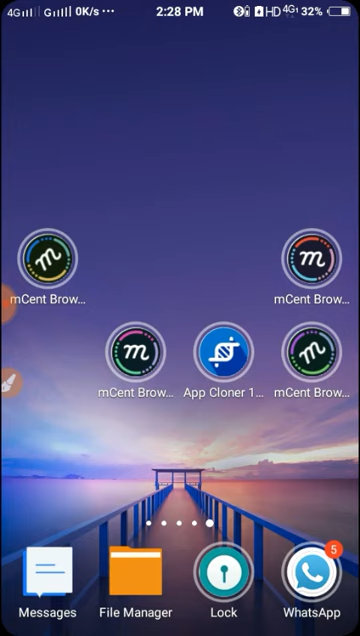 4G G 0K/s ··· 2:28 PM HD 4G 32%
mCent Brow... mCent Brow...
mCent Brow... App Cloner 1... mCent Brow...
5
Messages File Manager Lock WhatsApp